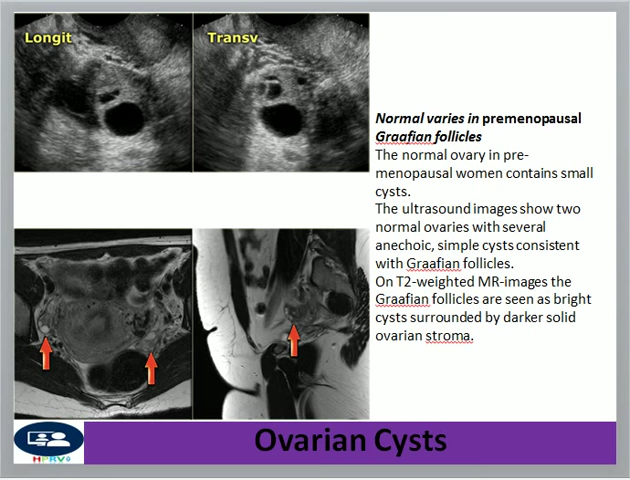 Longit
Transv
Normal varies in premenopausal
Graafian follicles
The normal ovary in pre-
menopausal women contains small
cysts.
The ultrasound images show two
normal ovaries with several
anechoic, simple cysts consistent
with Graafian follicles.
On T2-weighted MR-images the
Graafian follicles are seen as bright
cysts surrounded by darker solid
ovarian stroma.
Ovarian Cysts